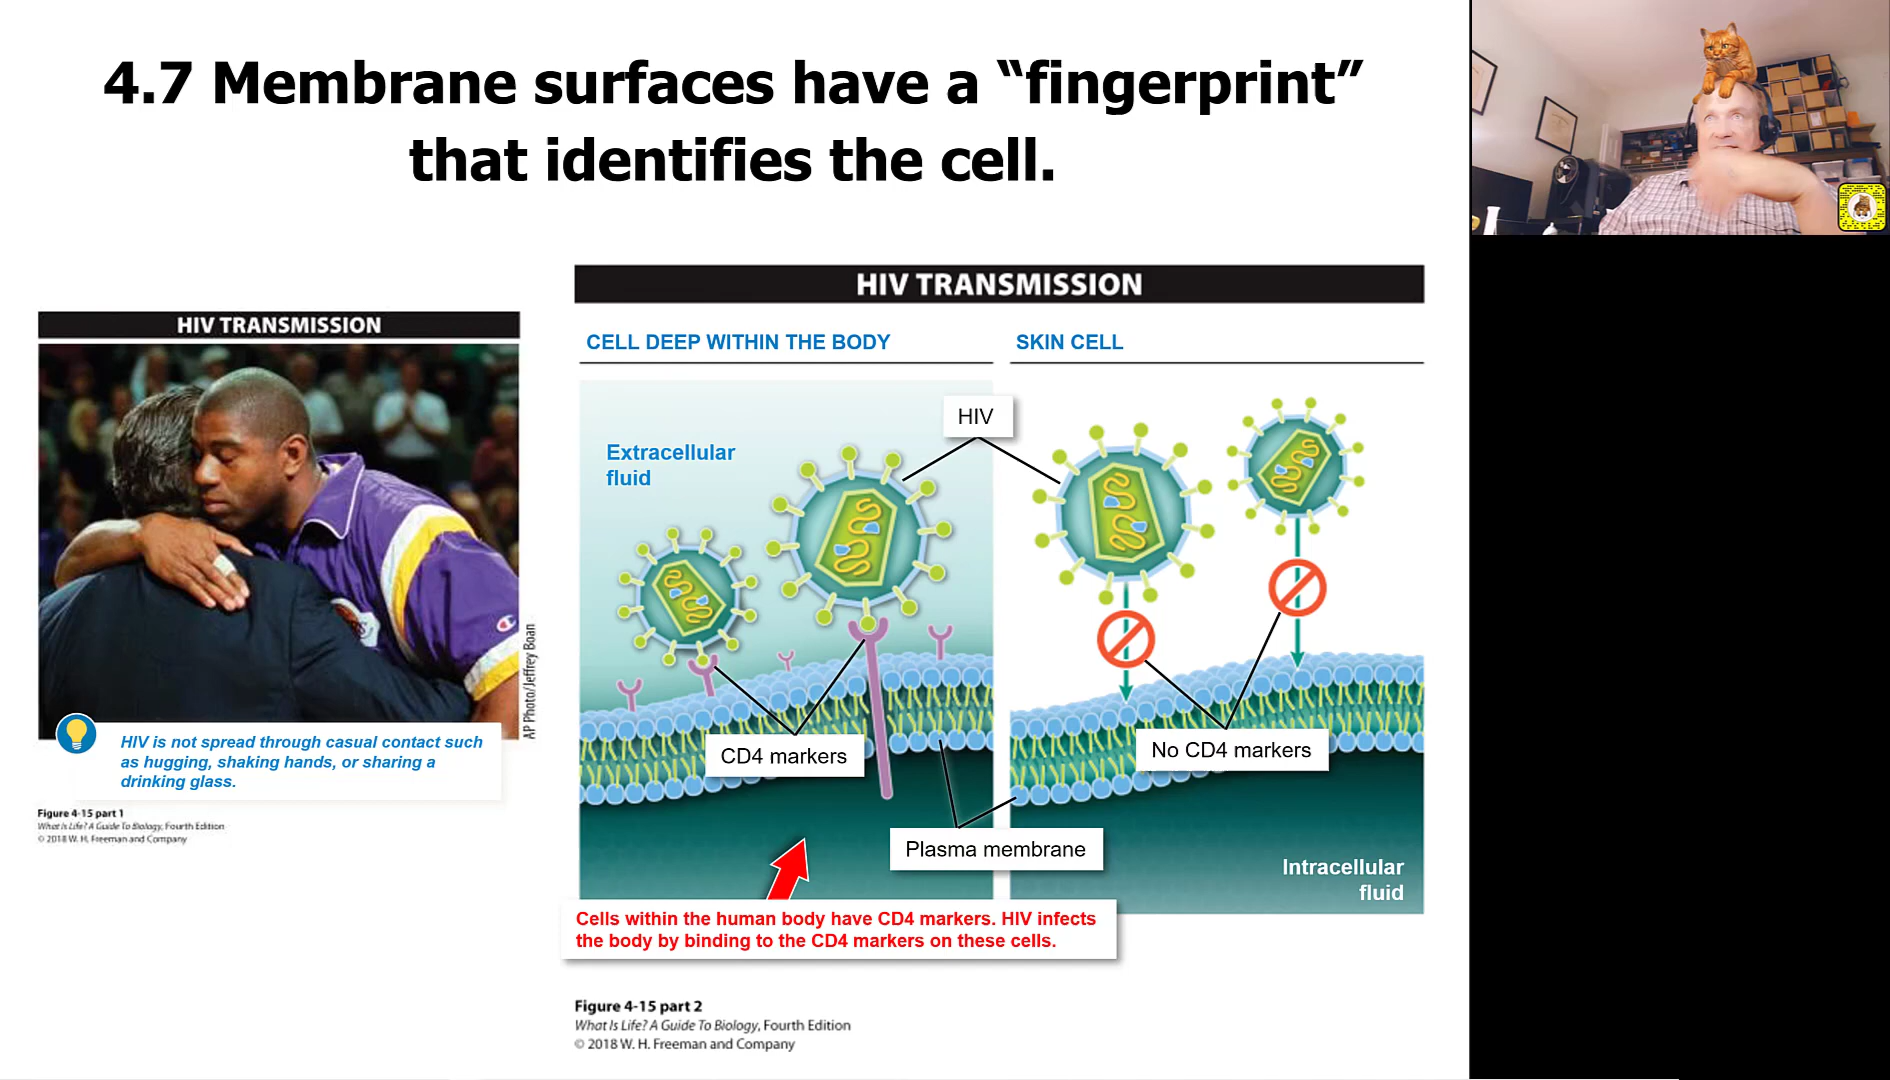 4.7 Membrane surfaces have a “fingerprint”
that identifies the cell.
HIV TRANSMISSION
AP Photo/Jeffrey Boan
HIV is not spread through casual contact such
as hugging, shaking hands, or sharing a
drinking glass.
Figure 4-15 part 1
What Is Life? A Guide To Biology, Fourth Edition
© 2018 W. H. Freeman and Company
HIV TRANSMISSION
CELL DEEP WITHIN THE BODY
SKIN CELL
HIV
Extracellular
fluid
CD4 markers
No CD4 markers
Plasma membrane
Intracellular
fluid
Cells within the human body have CD4 markers. HIV infects
the body by binding to the CD4 markers on these cells.
Figure 4-15 part 2
What Is Life? A Guide To Biology, Fourth Edition
© 2018 W. H. Freeman and Company